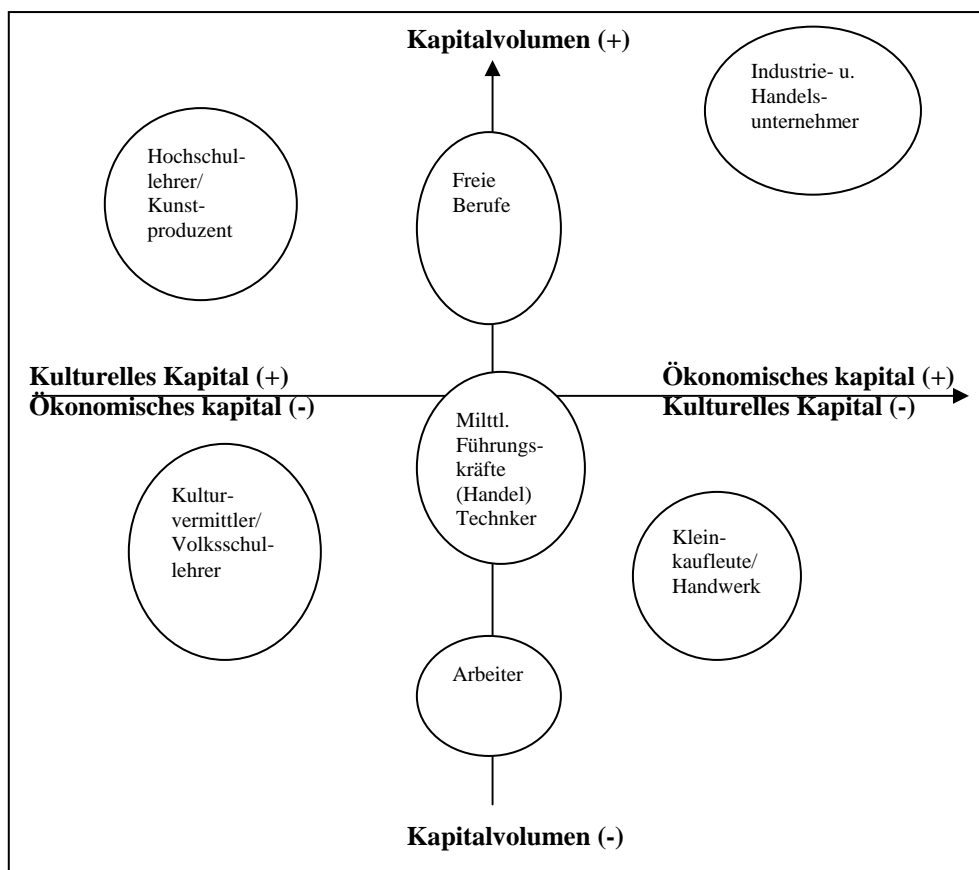 Kapitalvolumen (+)
Industrie- u.
Handels-
unternehmer
Hochschul-
lehrer/
Kunst-
produzent
Freie
Berufe
Kulturelles Kapital (+)
Ökonomisches kapital (-)
Ökonomisches kapital (+)
Kulturelles Kapital (-)
Milttl.
Führungs-
kräfte
(Handel)
Technker
Kultur-
vermittler/
Volksschul-
lehrer
Klein-
kaufleute/
Handwerk
Arbeiter
Kapitalvolumen (-)